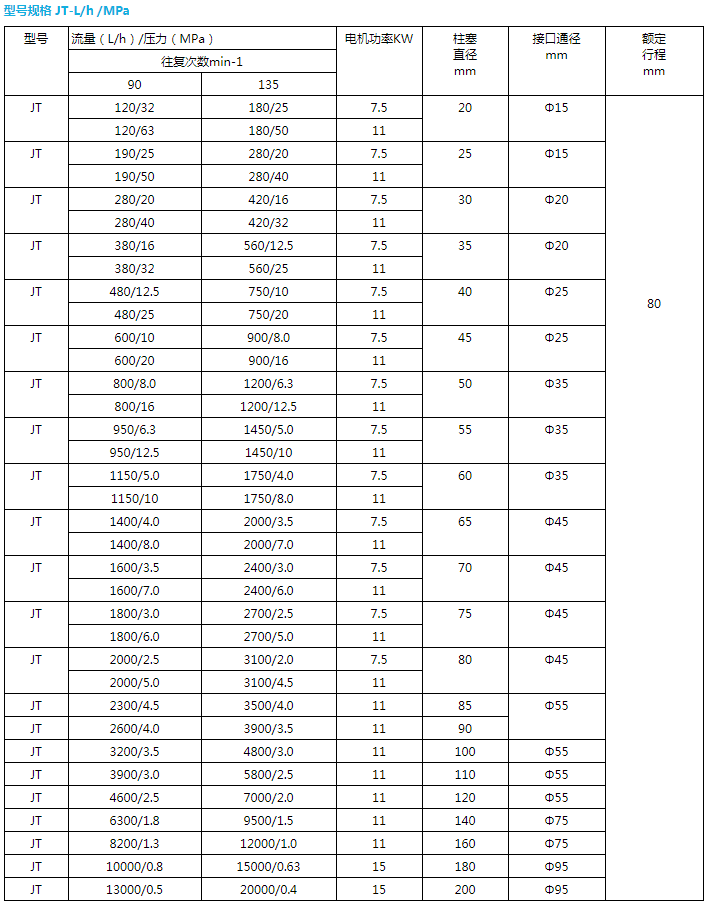 型号规格 JT-L/h /MPa
型号 流量（L/h）/压力（MPa） 电机功率KW 柱塞 接口通径 额定
直径 mm 行程
往复次数min-1 mm mm
90 135
JT 120/32 180/25 7.5 20 Φ15
120/63 180/50 11
JT 190/25 280/20 7.5 25 Φ15
190/50 280/40 11
JT 280/20 420/16 7.5 30 Φ20
280/40 420/32 11
JT 380/16 560/12.5 7.5 35 Φ20
380/32 560/25 11
JT 480/12.5 750/10 7.5 40 Φ25
80
480/25 750/20 11
JT 600/10 900/8.0 7.5 45 Φ25
600/20 900/16 11
JT 800/8.0 1200/6.3 7.5 50 Φ35
800/16 1200/12.5 11
JT 950/6.3 1450/5.0 7.5 55 Φ35
950/12.5 1450/10 11
JT 1150/5.0 1750/4.0 7.5 60 Φ35
1150/10 1750/8.0 11
JT 1400/4.0 2000/3.5 7.5 65 Φ45
1400/8.0 2000/7.0 11
JT 1600/3.5 2400/3.0 7.5 70 Φ45
1600/7.0 2400/6.0 11
JT 1800/3.0 2700/2.5 7.5 75 Φ45
1800/6.0 2700/5.0 11
JT 2000/2.5 3100/2.0 7.5 80 Φ45
2000/5.0 3100/4.5 11
JT 2300/4.5 3500/4.0 11 85 Φ55
JT 2600/4.0 3900/3.5 11 90
JT 3200/3.5 4800/3.0 11 100 Φ55
JT 3900/3.0 5800/2.5 11 110 Φ55
JT 4600/2.5 7000/2.0 11 120 Φ55
JT 6300/1.8 9500/1.5 11 140 Φ75
JT 8200/1.3 12000/1.0 11 160 Φ75
JT 10000/0.8 15000/0.63 15 180 Φ95
JT 13000/0.5 20000/0.4 15 200 Φ95